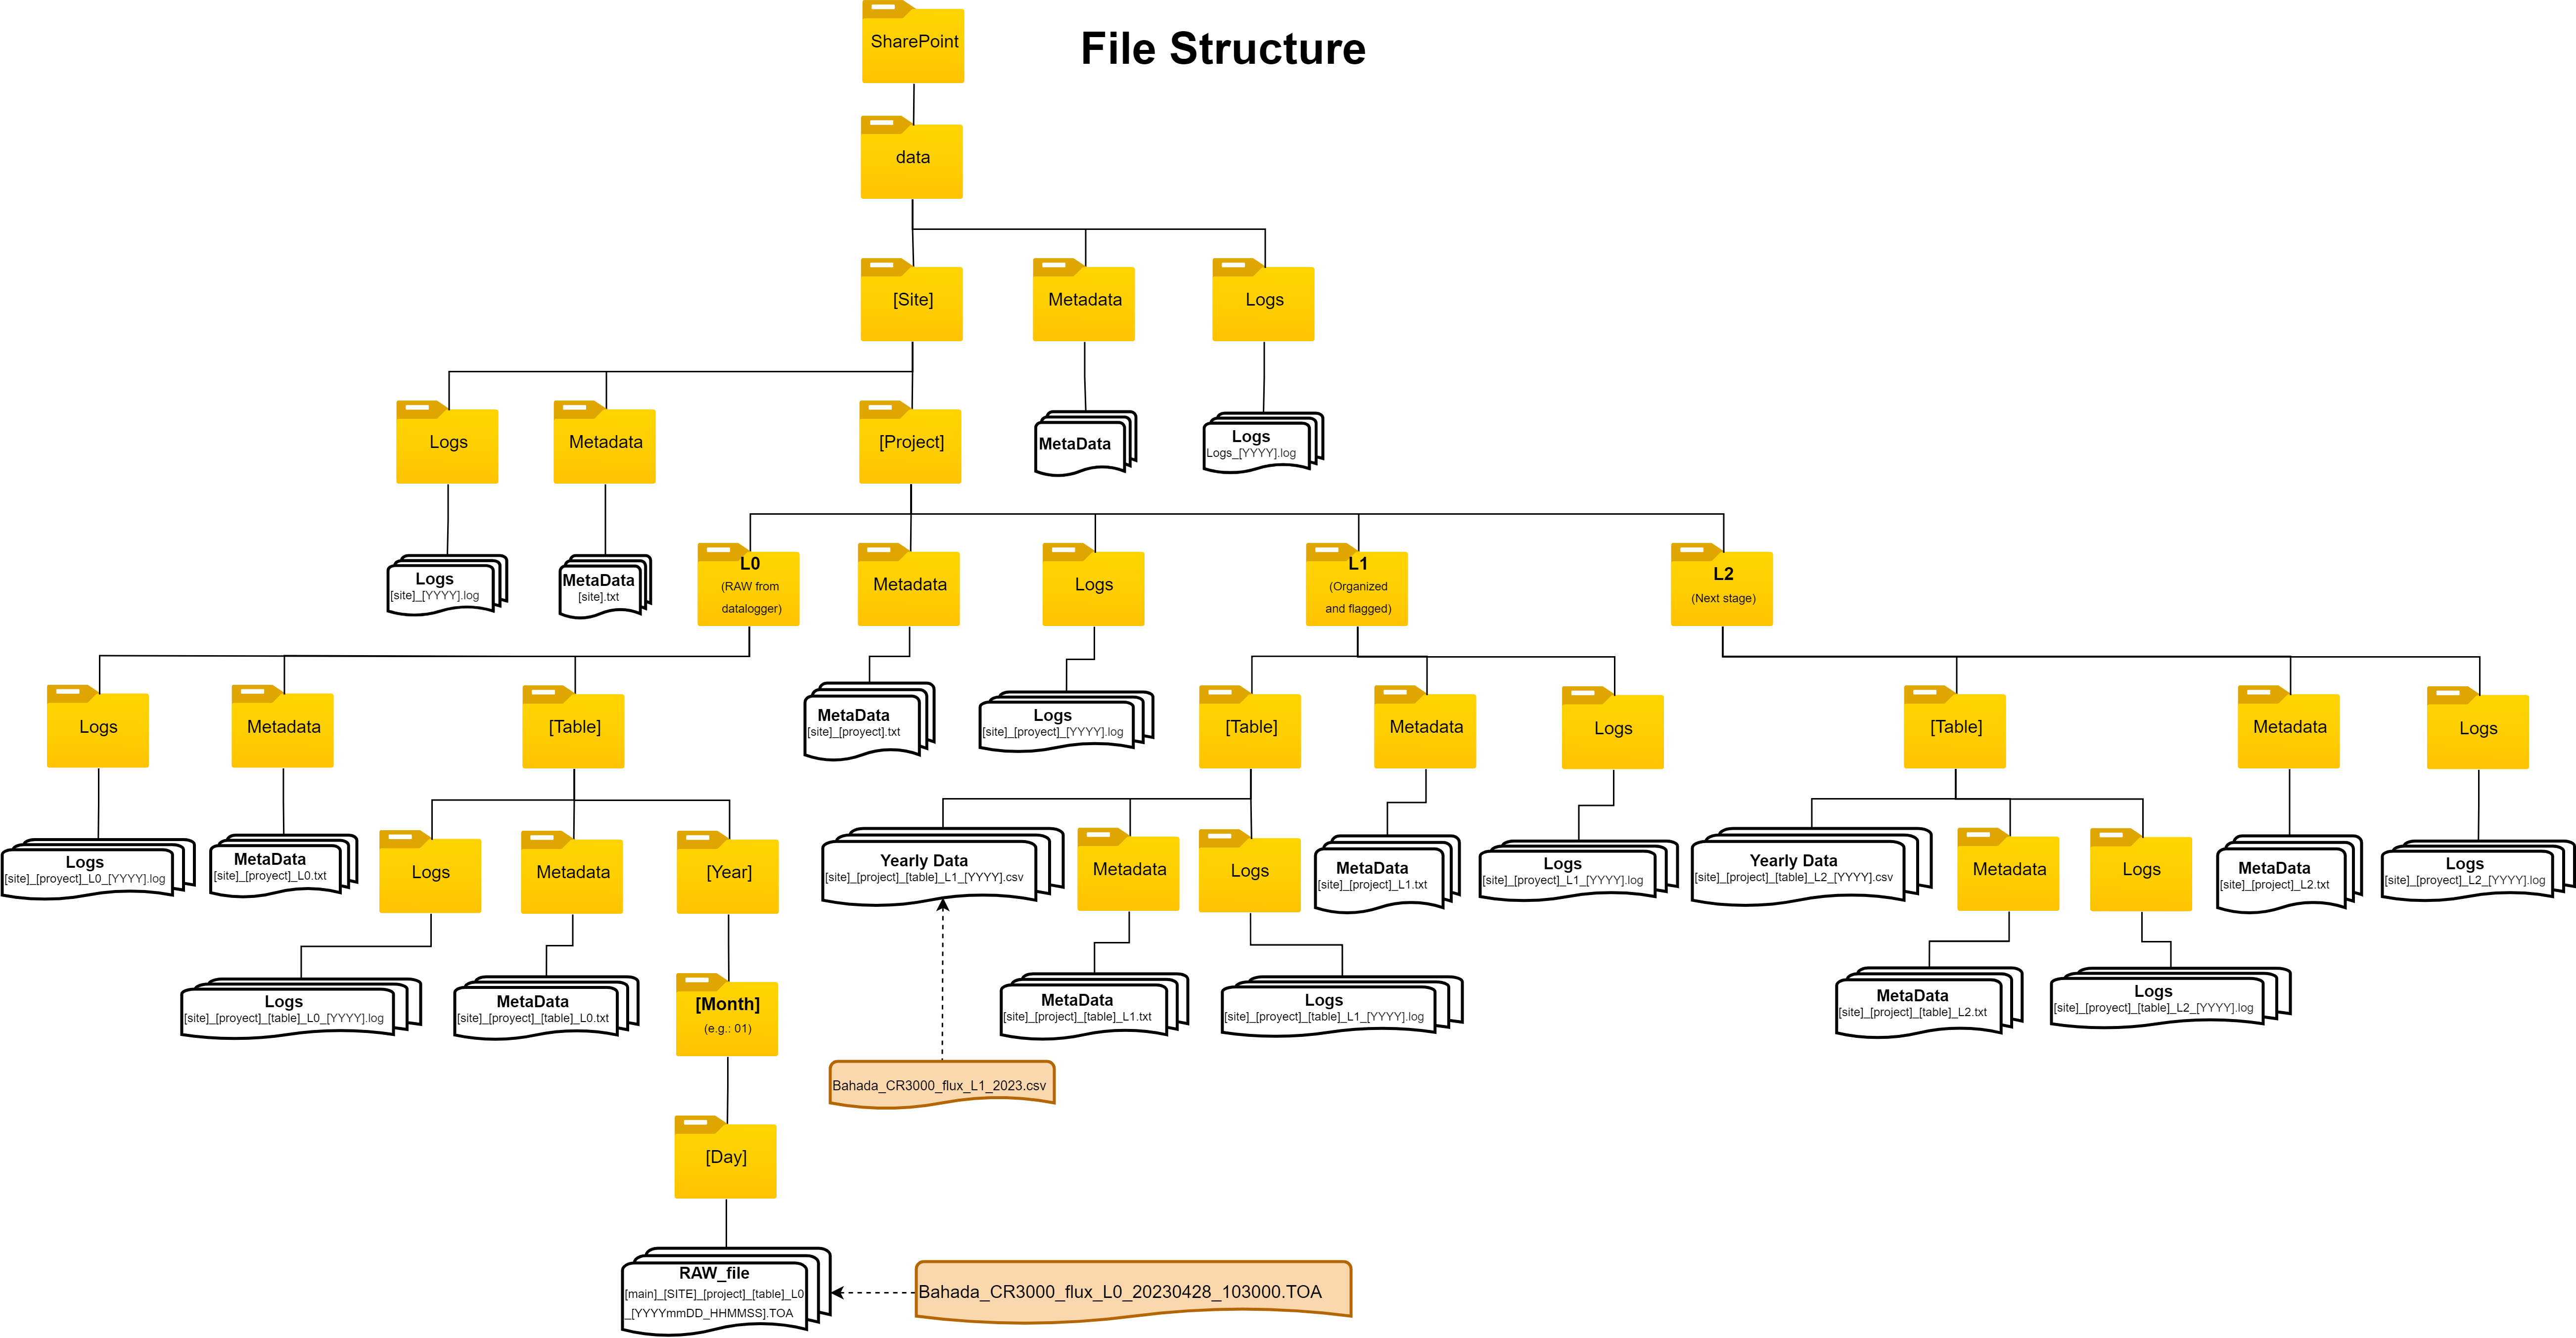 SharePoint
File Structure
data
[Site]
Metadata
Logs
Logs
Metadata
[Project]
MetaData
Logs
Logs_[YYYY].log
Logs
[site]_[YYYY].log
MetaData
[site].txt
L0
(RAW from
datalogger)
Metadata
Logs
L1
(Organized
and flagged)
L2
(Next stage)
Logs
Metadata
[Table]
MetaData
[site]_[proyect].txt
Logs
[site]_[proyect]_[YYYY].log
[Table]
Metadata
Logs
[Table]
Metadata
Logs
Logs
[site]_[proyect]_L0_[YYYY].log
MetaData
[site]_[proyect]_L0.txt
Logs
Metadata
[Year]
Yearly Data
[site]_[project]_[table]_L1_[YYYY].csv
Metadata
Logs
MetaData
[site]_[project]_L1.txt
Logs
[site]_[proyect]_L1_[YYYY].log
Yearly Data
[site]_[project]_[table]_L2_[YYYY].csv
Metadata
Logs
MetaData
[site]_[project]_L2.txt
Logs
[site]_[proyect]_L2_[YYYY].log
Logs
[site]_[proyect]_[table]_L0_[YYYY].log
MetaData
[site]_[proyect]_[table]_L0.txt
[Month]
(e.g.: 01)
MetaData
[site]_[project]_[table]_L1.txt
Logs
[site]_[proyect]_[table]_L1_[YYYY].log
MetaData
[site]_[project]_[table]_L2.txt
Logs
[site]_[proyect]_[table]_L2_[YYYY].log
Bahada_CR3000_flux_L1_2023.csv
[Day]
RAW_file
[main]_[SITE]_[project]_[table]_L0
_[YYYYmmDD_HHMMSS].TOA
Bahada_CR3000_flux_L0_20230428_103000.TOA